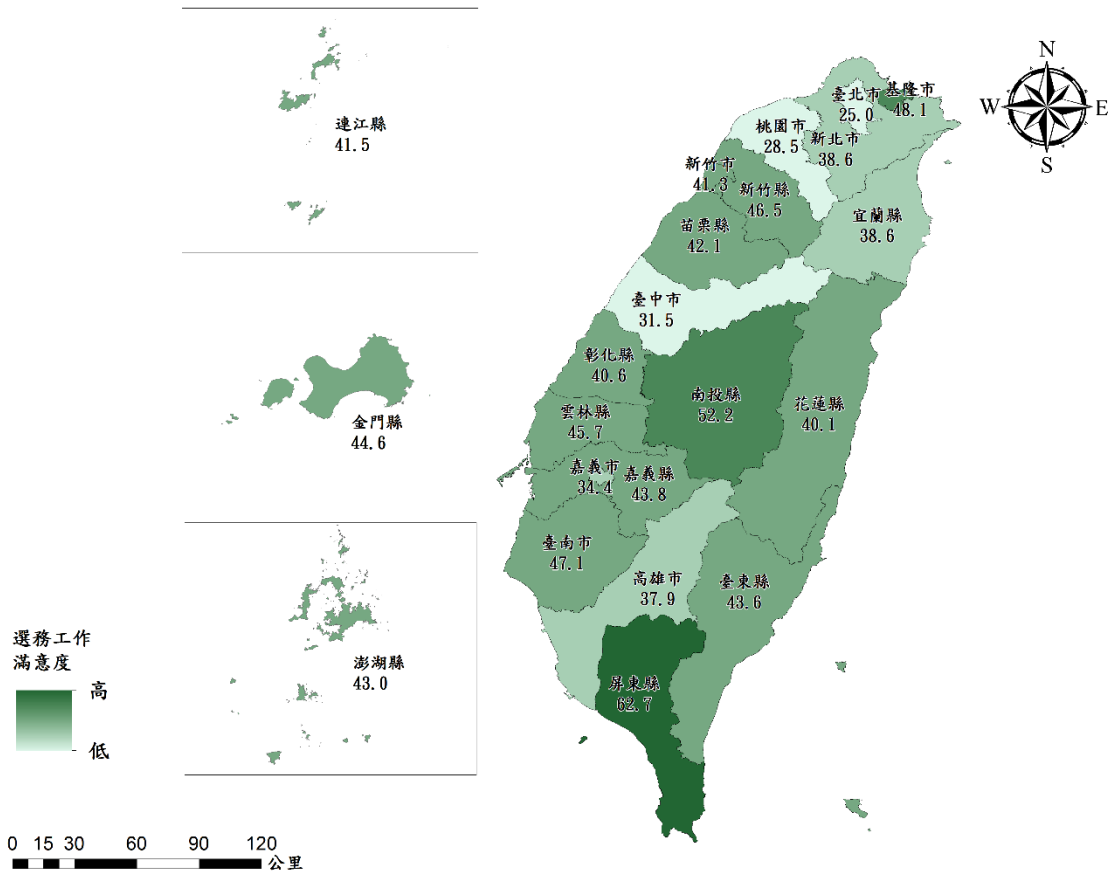 連江縣
41.5
金門縣
44.6
澎湖縣
43.0
選務工作
滿意度
高
低
0 15 30 60 90 120
公里
N
W
E
S
臺北市
25.0
基隆市
48.1
桃園市
28.5
新北市
38.6
新竹市
41.3
新竹縣
46.5
宜蘭縣
38.6
苗栗縣
42.1
臺中市
31.5
彰化縣
40.6
南投縣
52.2
花蓮縣
40.1
雲林縣
45.7
嘉義市
34.4
嘉義縣
43.8
臺南市
47.1
高雄市
37.9
臺東縣
43.6
屏東縣
62.7